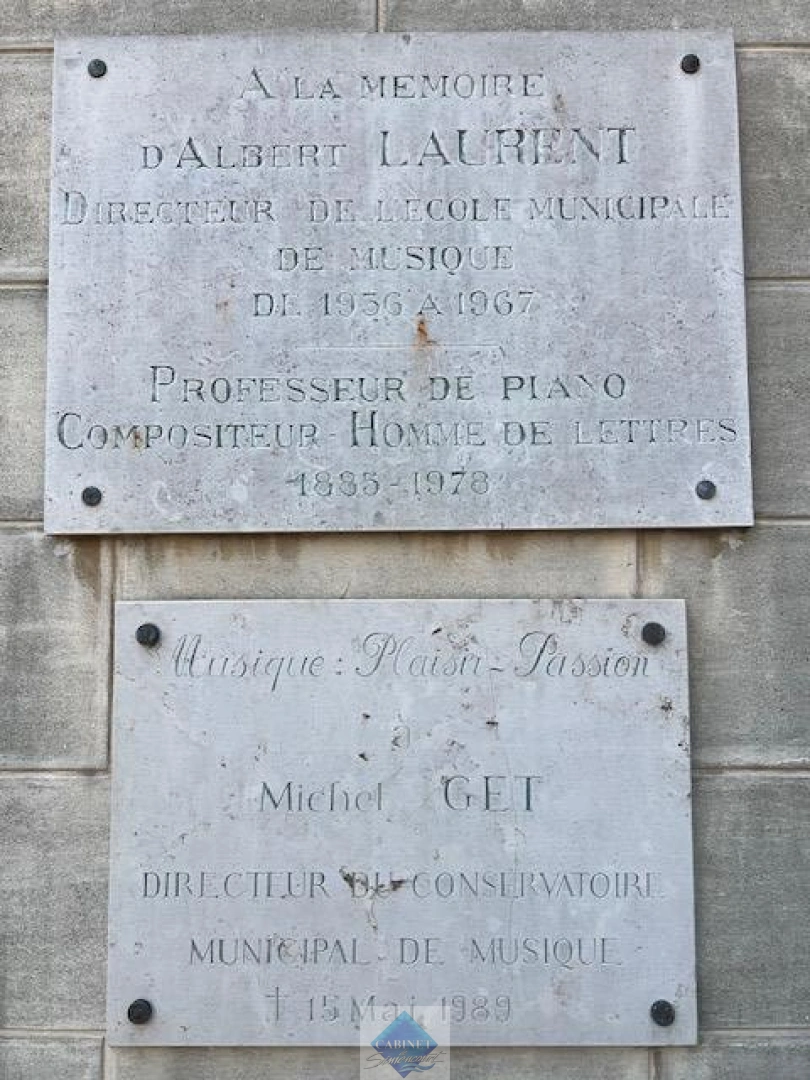 A LA MEMOIRE
D'ALBERT LAURENT
DIRECTEUR DE L'ECOLE MUNICIPALE
DE MUSIQUE
DE 1936 A 1967
PROFESSEUR DE PIANO
COMPOSITEUR - HOMME DE LETTRES
1885 - 1978
Musique : Plaisir - Passion
à
Michel GET
DIRECTEUR DU CONSERVATOIRE
MUNICIPAL DE MUSIQUE
† 15 Mai 1989
CABINET